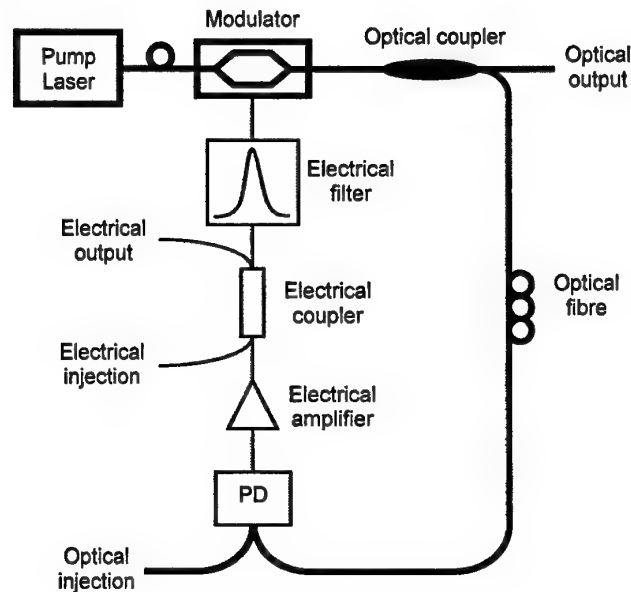 Modulator
Pump
Laser
Optical coupler
Optical
output
Electrical
filter
Electrical
output
Electrical
coupler
Optical
fibre
Electrical
injection
Electrical
amplifier
PD
Optical
injection